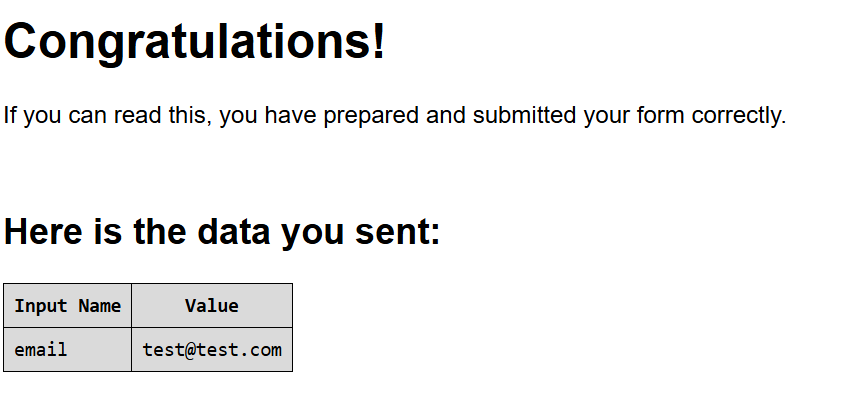 Congratulations!
If you can read this, you have prepared and submitted your form correctly.
Here is the data you sent:
Input Name Value
email test@test.com